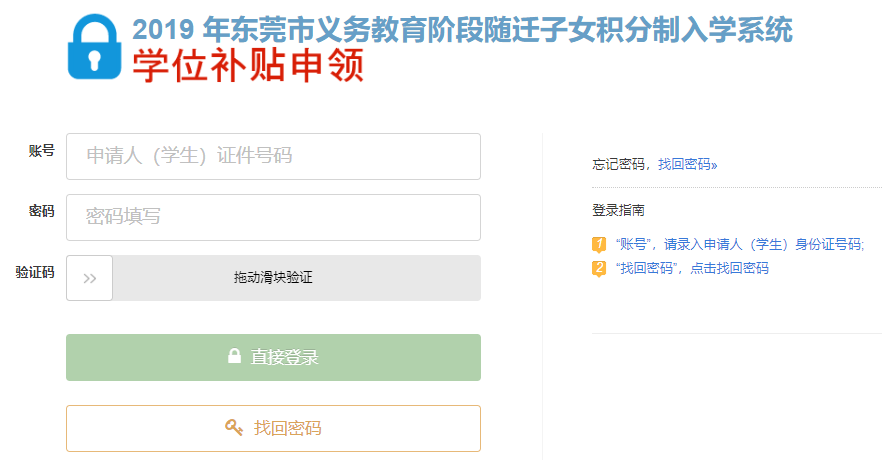 2019 年东莞市义务教育阶段随迁子女积分制入学系统
学位补贴申领
账号
申请人（学生）证件号码
密码
密码填写
验证码
>>
拖动滑块验证
直接登录
找回密码
忘记密码，找回密码»
登录指南
1 “账号”，请录入申请人（学生）身份证号码;
2 “找回密码”，点击找回密码